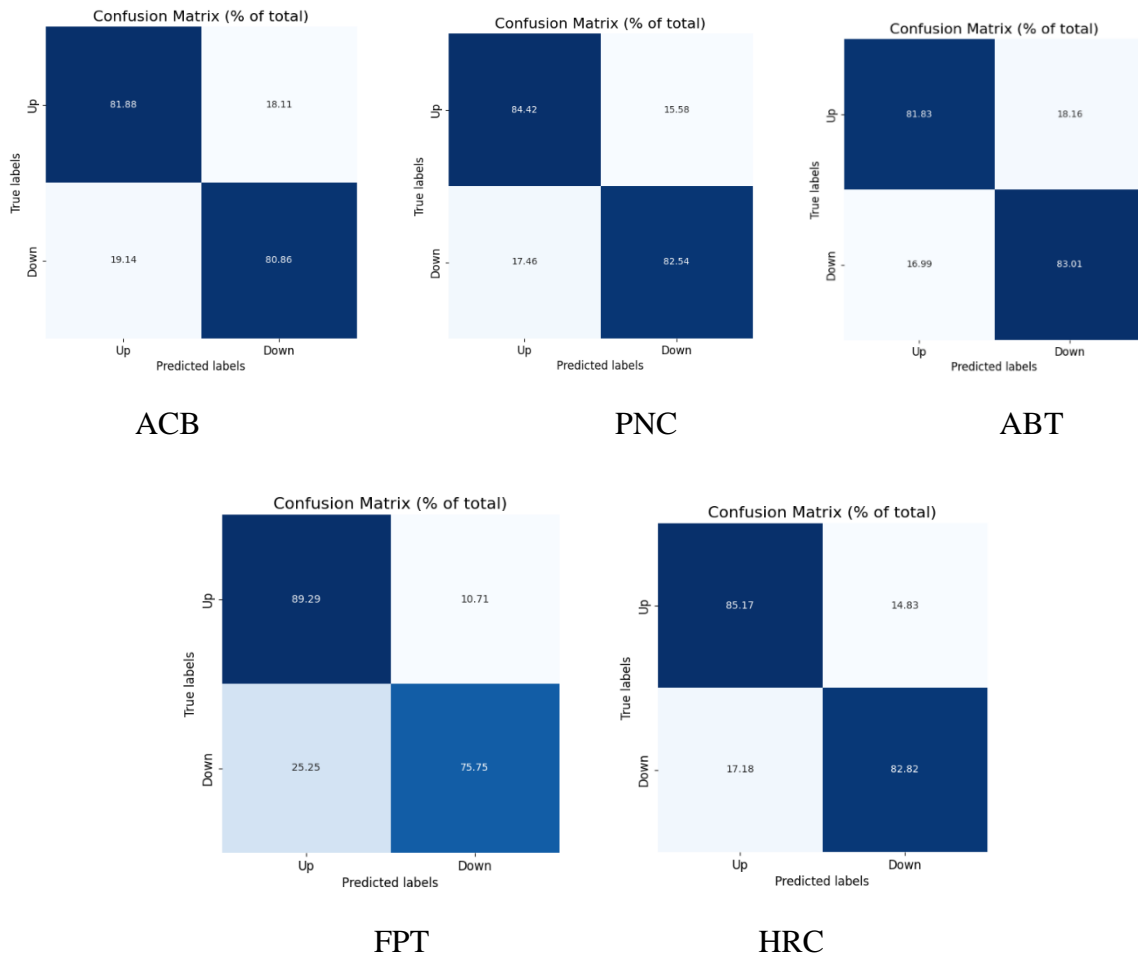 Confusion Matrix (% of total)
Up
81.88 18.11
True labels
Down
19.14 80.86
Up Down
Predicted labels
ACB
Confusion Matrix (% of total)
Up
84.42 15.58
True labels
Down
17.46 82.54
Up Down
Predicted labels
PNC
Confusion Matrix (% of total)
Up
81.83 18.16
True labels
Down
16.99 83.01
Up Down
Predicted labels
ABT
Confusion Matrix (% of total)
Up
89.29 10.71
True labels
Down
25.25 75.75
Up Down
Predicted labels
FPT
Confusion Matrix (% of total)
Up
85.17 14.83
True labels
Down
17.18 82.82
Up Down
Predicted labels
HRC